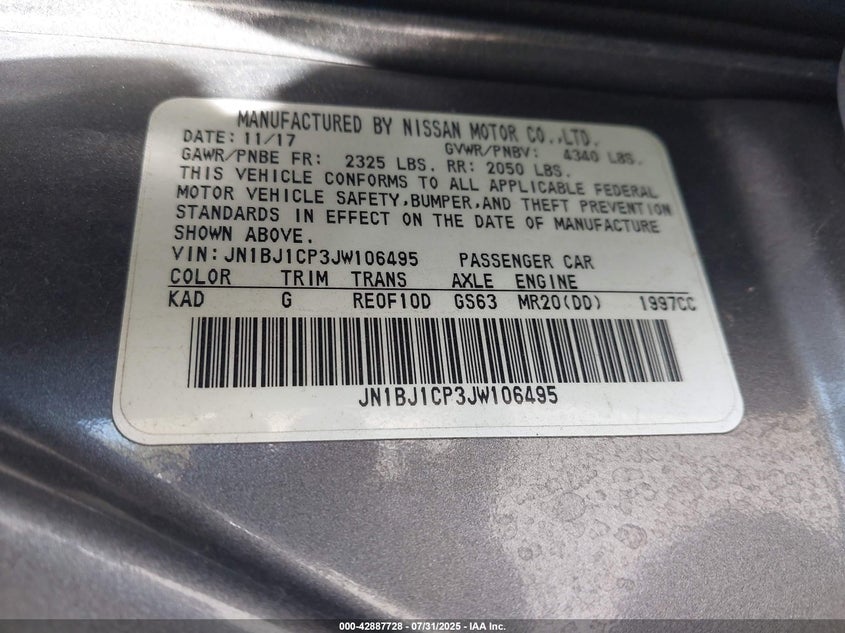 MANUFACTURED BY NISSAN MOTOR CO.,LTD.
DATE: 11/17 GVWR/PNBV: 4340 LBS.
GAWR/PNBE FR: 2325 LBS. RR: 2050 LBS.
THIS VEHICLE CONFORMS TO ALL APPLICABLE FEDERAL
MOTOR VEHICLE SAFETY,BUMPER,AND THEFT PREVENTION
STANDARDS IN EFFECT ON THE DATE OF MANUFACTURE
SHOWN ABOVE.
VIN: JN1BJ1CP3JW106495 PASSENGER CAR
COLOR TRIM TRANS AXLE ENGINE
KAD G RE0F10D GS63 MR20(DD) 1997CC
JN1BJ1CP3JW106495
000-42887728 - 07/31/2025 - IAA Inc.